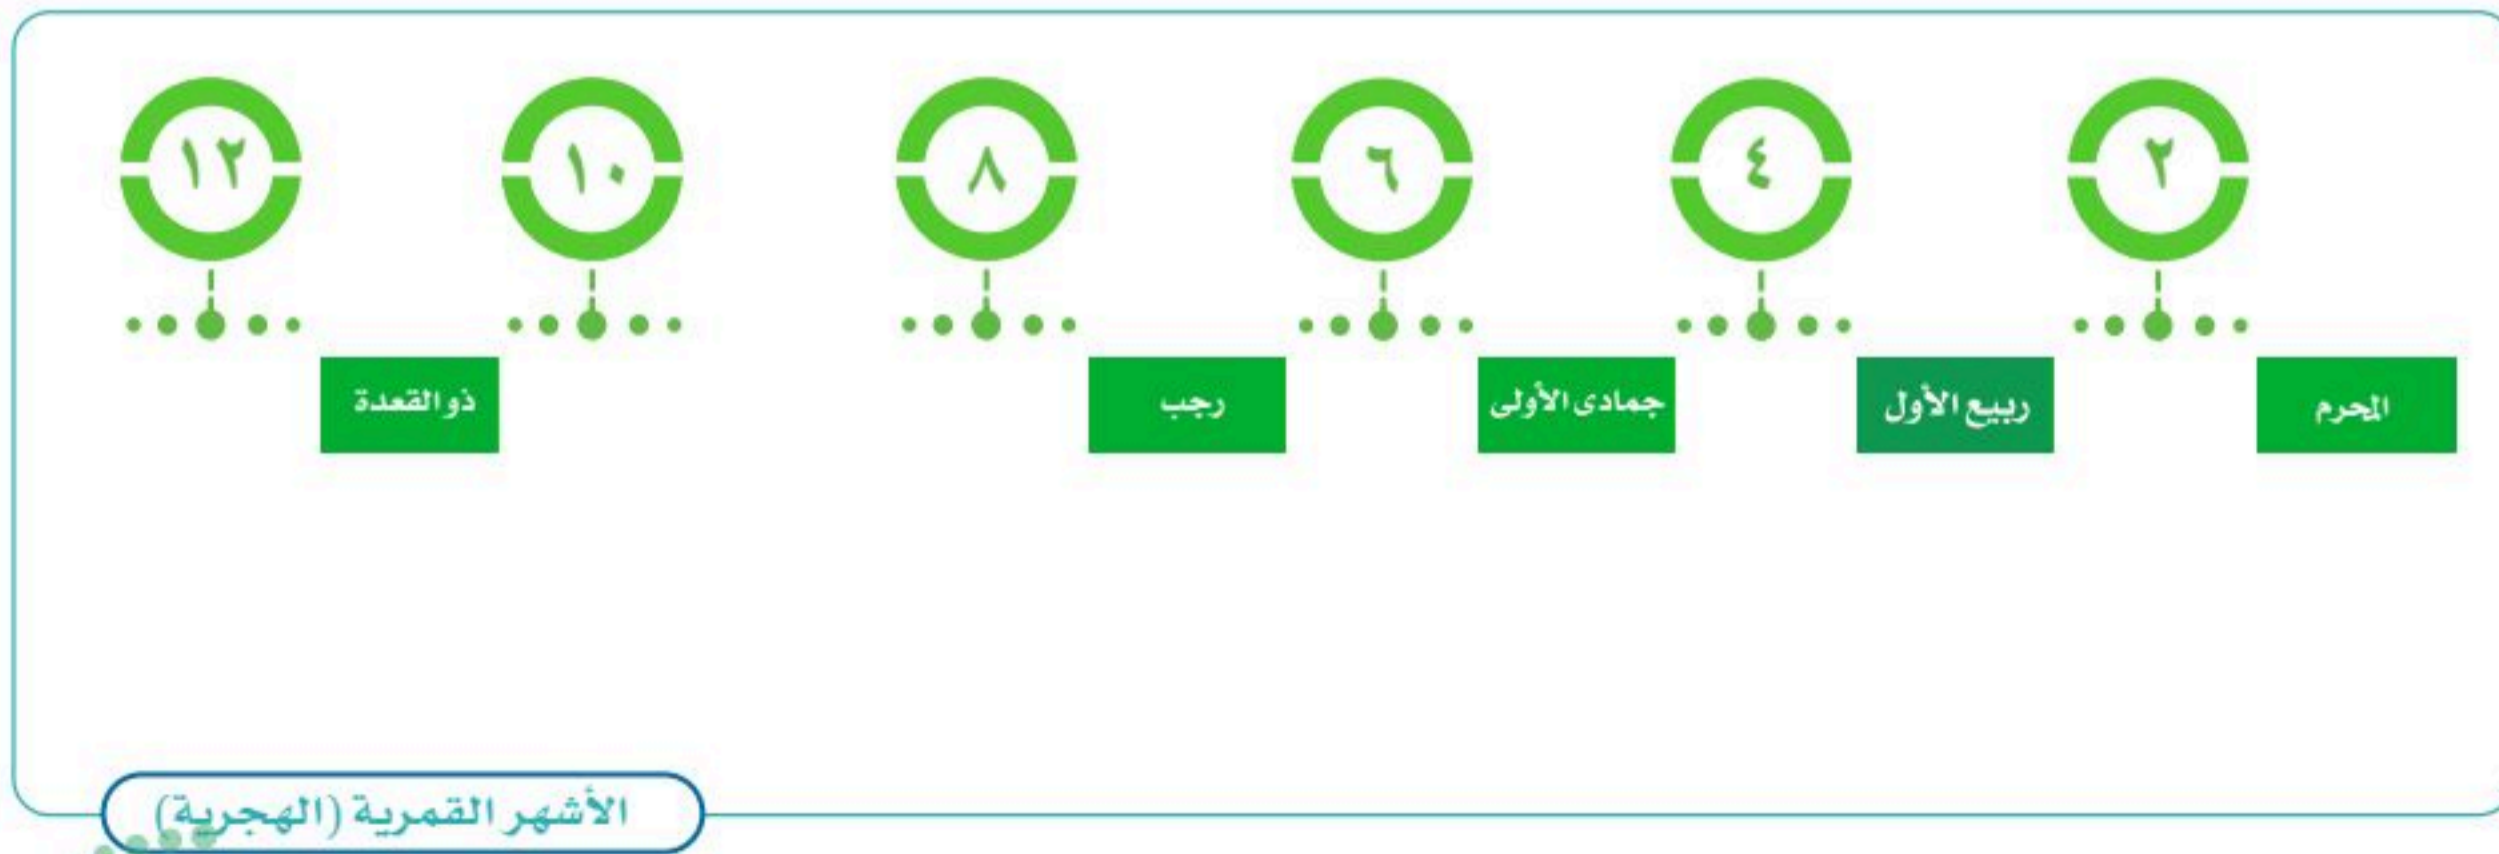 ٢
٤
٦
٨
١٠
١٢
المحرم
ربيع الأول
جمادى الأولى
رجب
ذو القعدة
الأشهر القمرية (الهجرية)